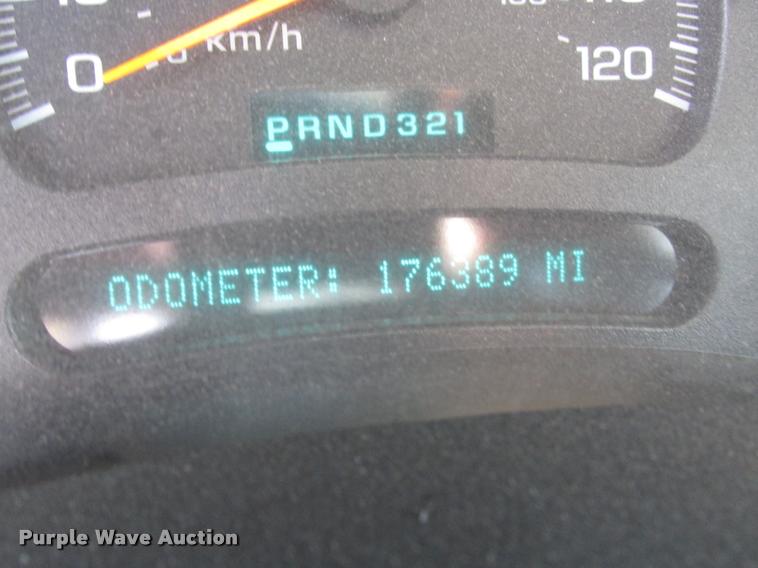 0
km/h
120
PRND321
ODOMETER: 176389 MI
Purple Wave Auction